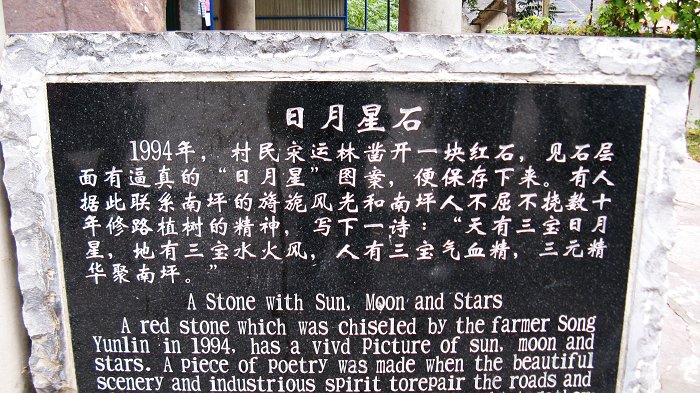 日月星石
1994年，村民宋运林凿开一块红石，见石层
面有逼真的“日月星”图案，便保存下来。有人
据此联系南坪的旖旎风光和南坪人不屈不挠数十
年修路植树的精神，写下一诗：“天有三宝日月
星，地有三宝水火风，人有三宝气血精，三元精
华聚南坪。”
A Stone with Sun, Moon and Stars
A red stone which was chiseled by the farmer Song
Yunlin in 1994, has a vivd Picture of sun, moon and
stars. A piece of poetry was made when the beautiful
scenery and industrious spirit torepair the roads and